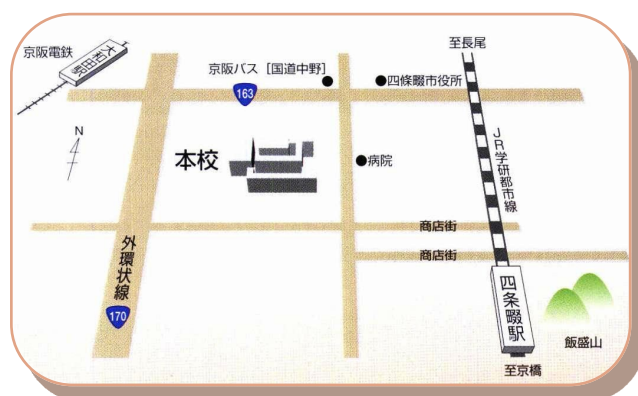 至長尾
京阪電鉄
大和田駅
京阪バス [国道中野]
四條畷市役所
163
N
本校
病院
JR学研都市線
商店街
商店街
外環状線
170
四条畷駅
飯盛山
至京橋